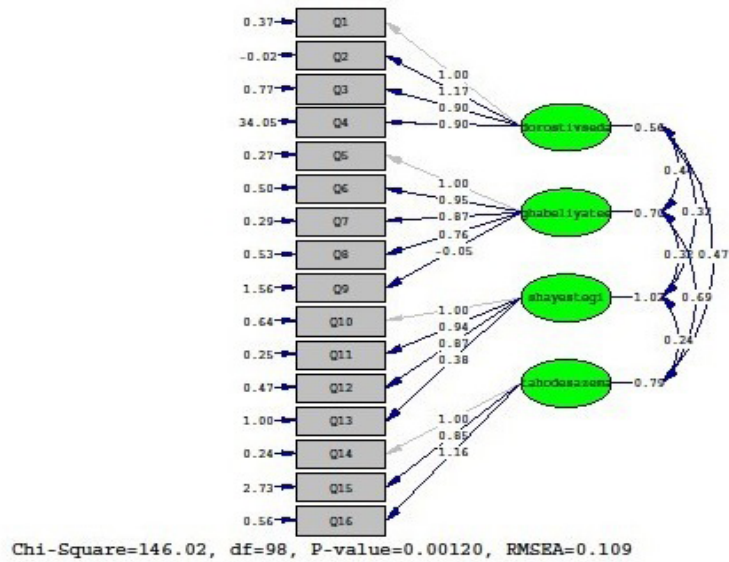 0.37 Q1
-0.02 Q2
1.00
0.77 Q3
1.17
0.90
34.05 Q4 0.90 dorostivseda 0.56
0.27 Q5
1.00
0.50 Q6 0.95
0.29 Q7 0.87 0.70 0.32
0.76
0.53 Q8 -0.05 0.47
1.56 Q9
0.64 Q10 1.00 shayestegi 1.02 0.69
0.94
0.25 Q11 0.87 0.24
0.38
0.47 Q12 tahodesazema 0.79
1.00 Q13 1.00
0.85
0.24 Q14 1.16
2.73 Q15
0.56 Q16
Chi-Square=146.02, df=98, P-value=0.00120, RMSEA=0.109